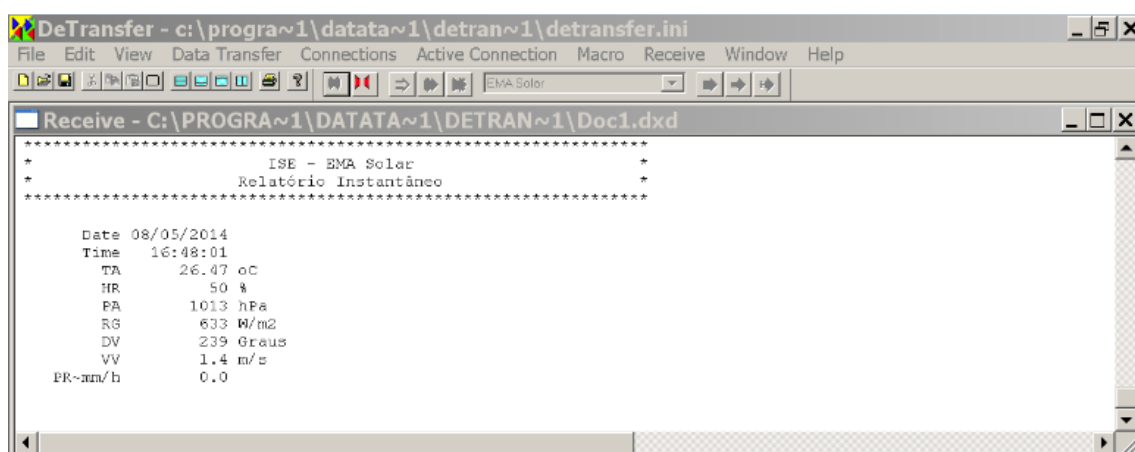 DeTransfer - c:\progra~1\datata~1\detran~1\detransfer.ini
File Edit View Data Transfer Connections Active Connection Macro Receive Window Help
EMA Solar
Receive - C:\PROGRA~1\DATATA~1\DETRAN~1\Doc1.dxd
****************************************************************
* ISE - EMA Solar *
* Relatório Instantâneo *
****************************************************************
Date 08/05/2014
Time 16:48:01
TA 26.47 oC
HR 50 %
PA 1013 hPa
RG 633 W/m2
DV 239 Graus
VV 1.4 m/s
PR~mm/h 0.0